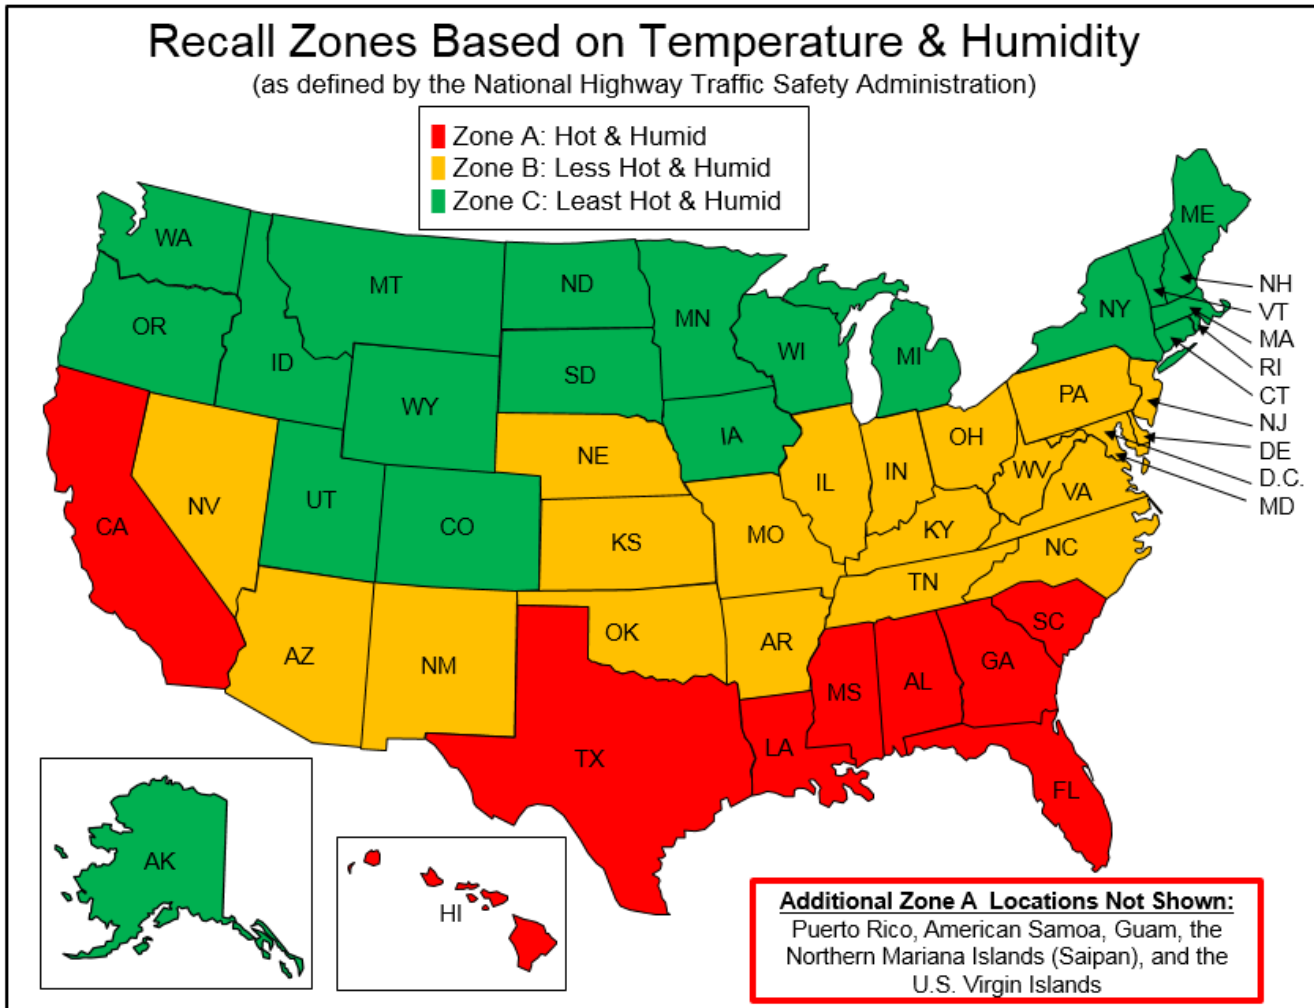 Recall Zones Based on Temperature & Humidity
(as defined by the National Highway Traffic Safety Administration)
Zone A: Hot & Humid
Zone B: Less Hot & Humid
Zone C: Least Hot & Humid
WA
MT
ND
MN
OR
ID
SD
WI
MI
NY
ME
NH
VT
MA
RI
CT
NJ
DE
D.C.
MD
WY
IA
PA
NE
OH
IL
IN
WV
VA
NV
UT
CO
CA
KS
MO
KY
NC
TN
OK
AR
SC
AZ
NM
MS
AL
GA
TX
LA
FL
AK
HI
Additional Zone A Locations Not Shown:
Puerto Rico, American Samoa, Guam, the
Northern Mariana Islands (Saipan), and the
U.S. Virgin Islands